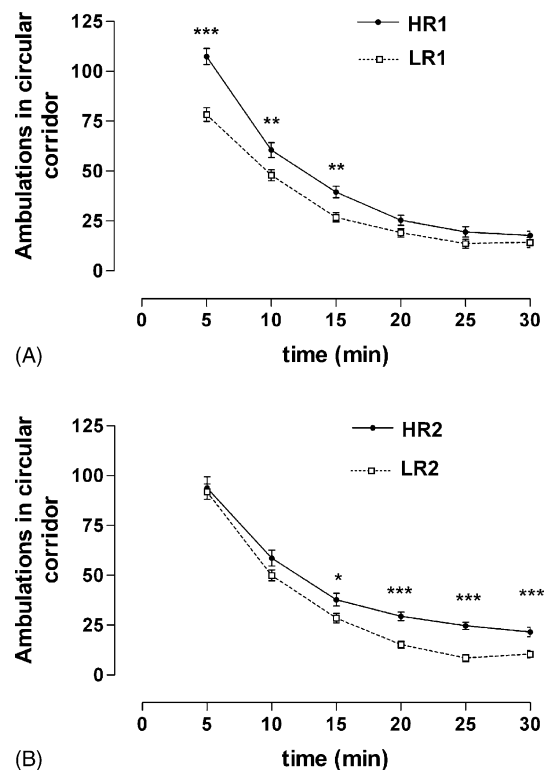 125
100
75
50
25
0
Ambulations in circular
corridor
***
**
**
HR1
LR1
0 5 10 15 20 25 30
time (min)
(A)
125
100
75
50
25
0
Ambulations in circular
corridor
*
***
***
***
HR2
LR2
0 5 10 15 20 25 30
time (min)
(B)